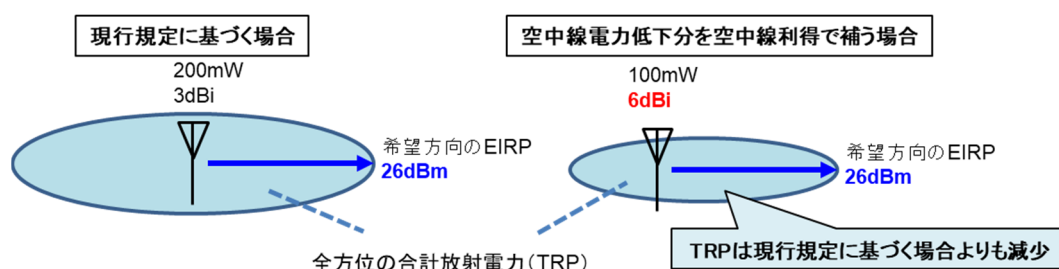 現行規定に基づく場合
200mW
3dBi
希望方向のEIRP
26dBm
空中線電力低下分を空中線利得で補う場合
100mW
6dBi
希望方向のEIRP
26dBm
全方位の合計放射電力(TRP)
TRPは現行規定に基づく場合よりも減少